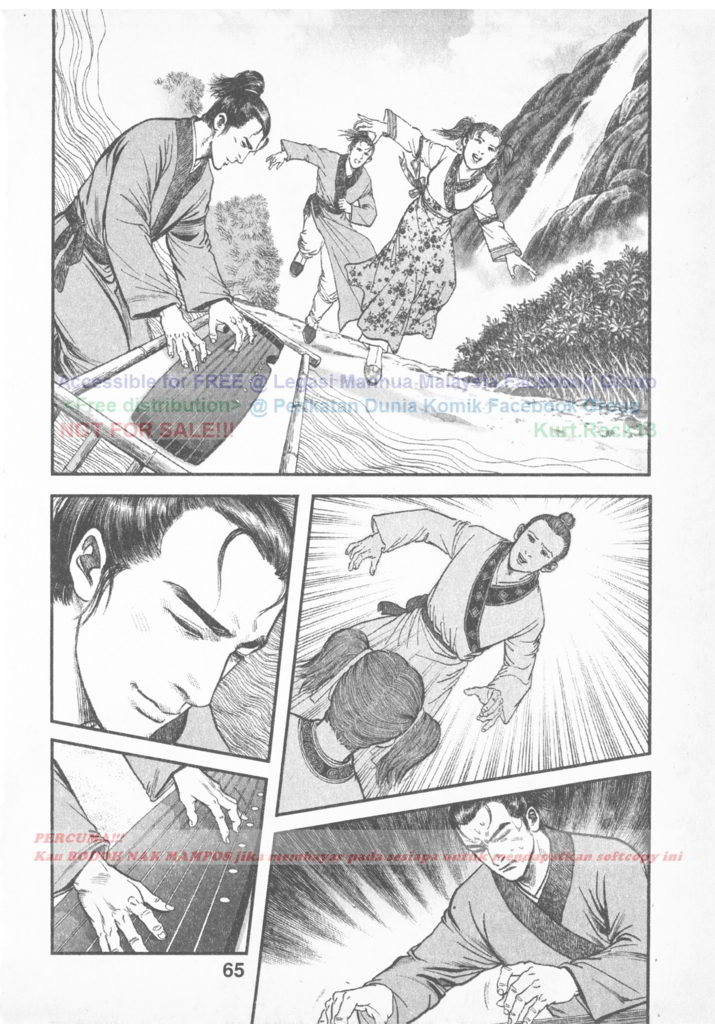 Accessible for FREE @ Legasi Manhua Malaysia Facebook Group
<Free distribution> @ Perikatan Dunia Komik Facebook Group
NOT FOR SALE!!! Kurt.Rock13
PERCUMA!!!
Kau BODOH NAK MAMPOS jika membayar pada sesiapa untuk mendapatkan softcopy ini
65